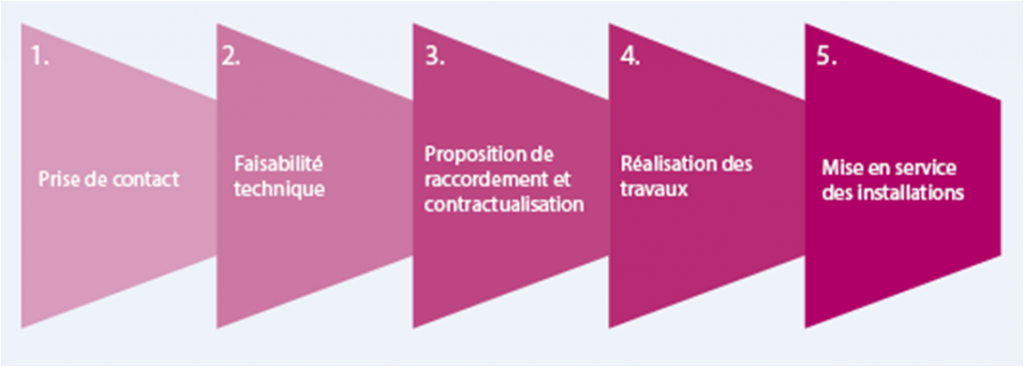 1.
Prise de contact
2.
Faisabilité
technique
3.
Proposition de
raccordement et
contractualisation
4.
Réalisation des
travaux
5.
Mise en service
des installations